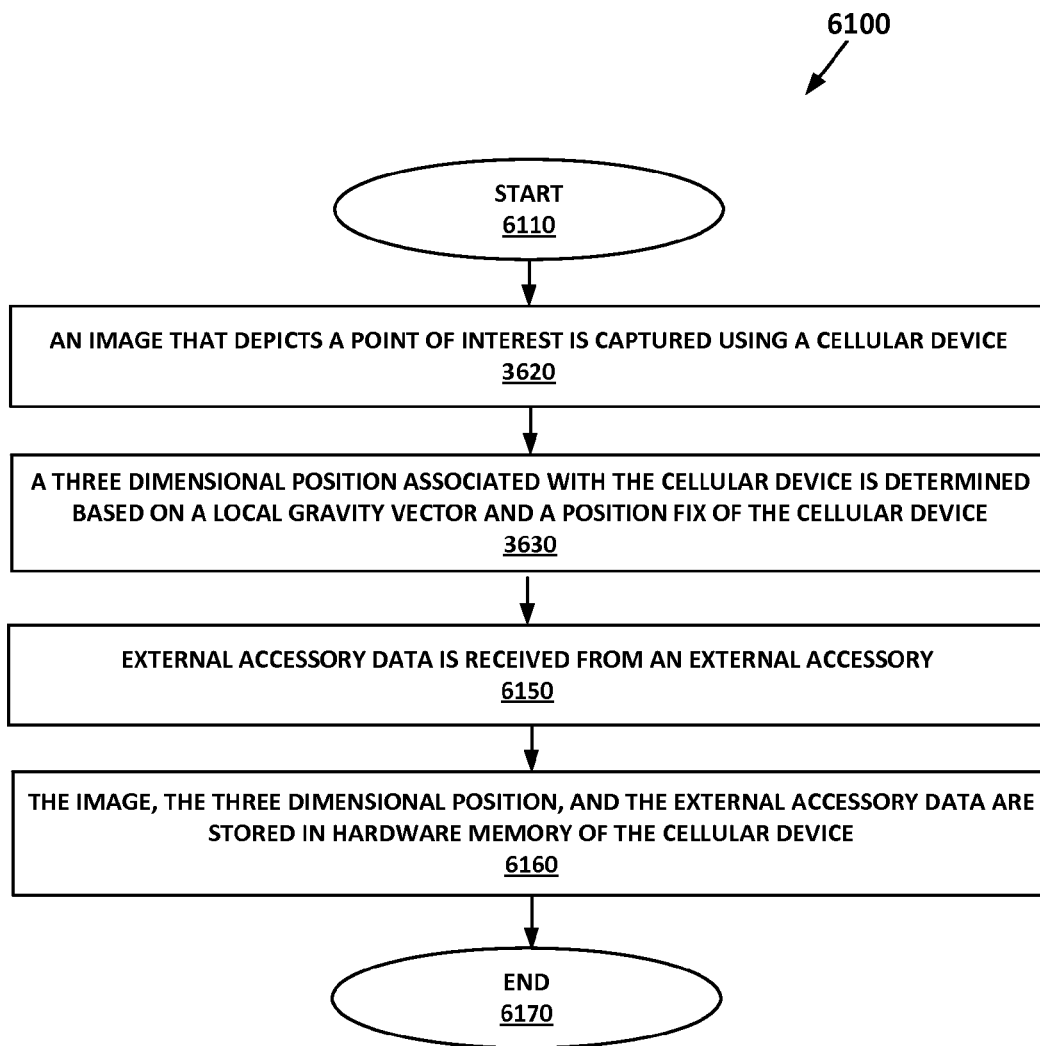 6100
START
6110
AN IMAGE THAT DEPICTS A POINT OF INTEREST IS CAPTURED USING A CELLULAR DEVICE
3620
A THREE DIMENSIONAL POSITION ASSOCIATED WITH THE CELLULAR DEVICE IS DETERMINED
BASED ON A LOCAL GRAVITY VECTOR AND A POSITION FIX OF THE CELLULAR DEVICE
3630
EXTERNAL ACCESSORY DATA IS RECEIVED FROM AN EXTERNAL ACCESSORY
6150
THE IMAGE, THE THREE DIMENSIONAL POSITION, AND THE EXTERNAL ACCESSORY DATA ARE
STORED IN HARDWARE MEMORY OF THE CELLULAR DEVICE
6160
END
6170